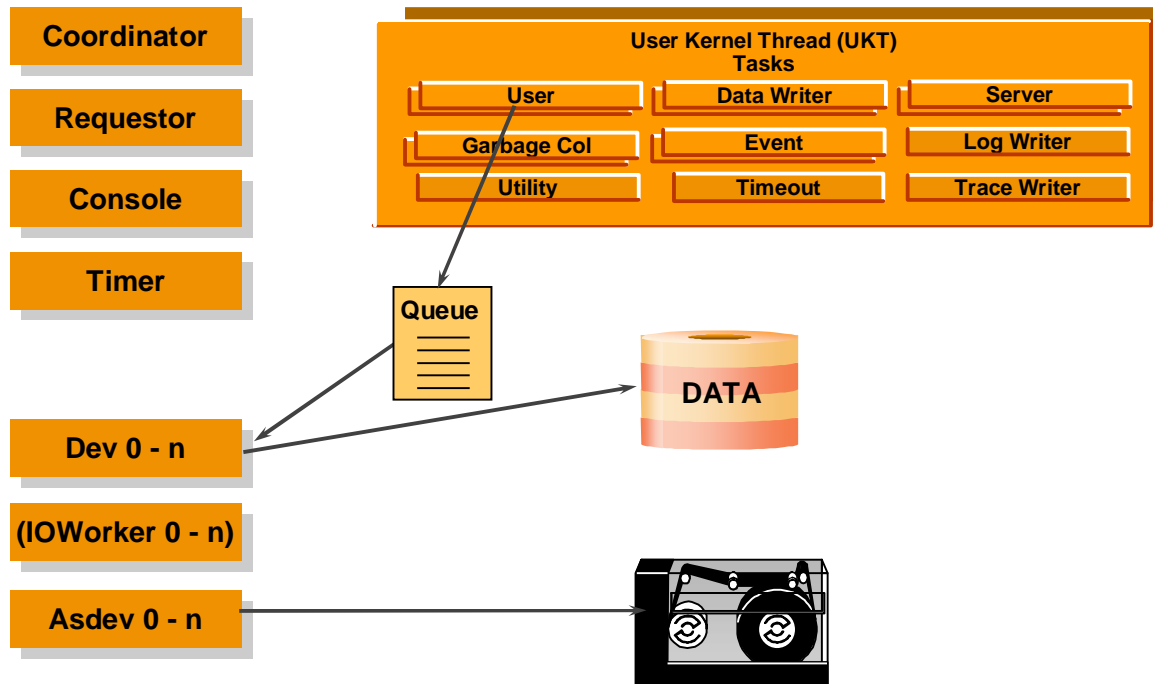 Coordinator
Requestor
Console
Timer
Dev 0 - n
(IOWorker 0 - n)
Asdev 0 - n
User Kernel Thread (UKT)
Tasks
User
Data Writer
Server
Garbage Col
Event
Log Writer
Utility
Timeout
Trace Writer
Queue
DATA